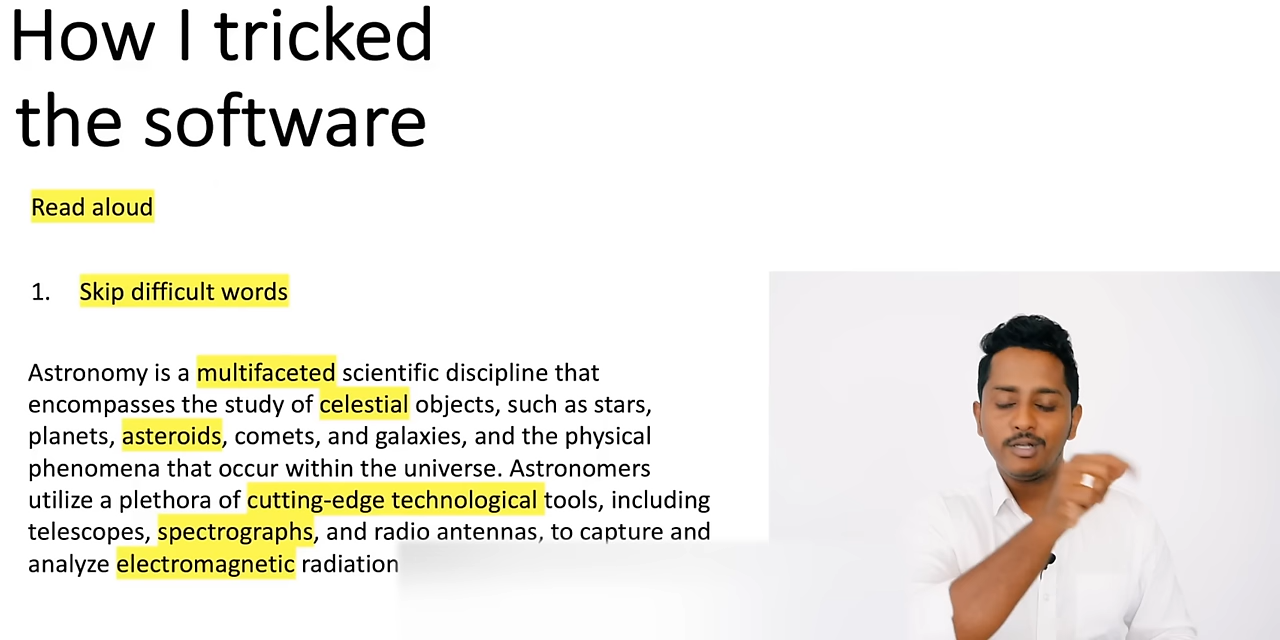 How I tricked
the software
Read aloud
1. Skip difficult words
Astronomy is a multifaceted scientific discipline that
encompasses the study of celestial objects, such as stars,
planets, asteroids, comets, and galaxies, and the physical
phenomena that occur within the universe. Astronomers
utilize a plethora of cutting-edge technological tools, including
telescopes, spectrographs, and radio antennas, to capture and
analyze electromagnetic radiation